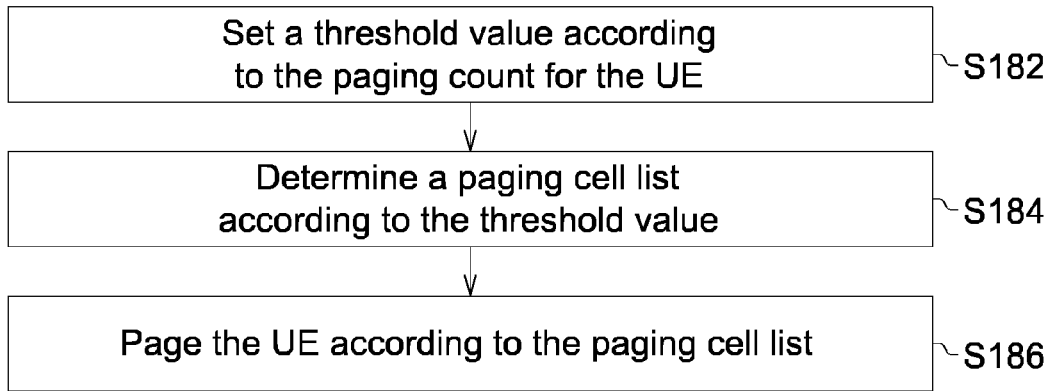 Set a threshold value according
to the paging count for the UE
S182
Determine a paging cell list
according to the threshold value
S184
Page the UE according to the paging cell list
S186